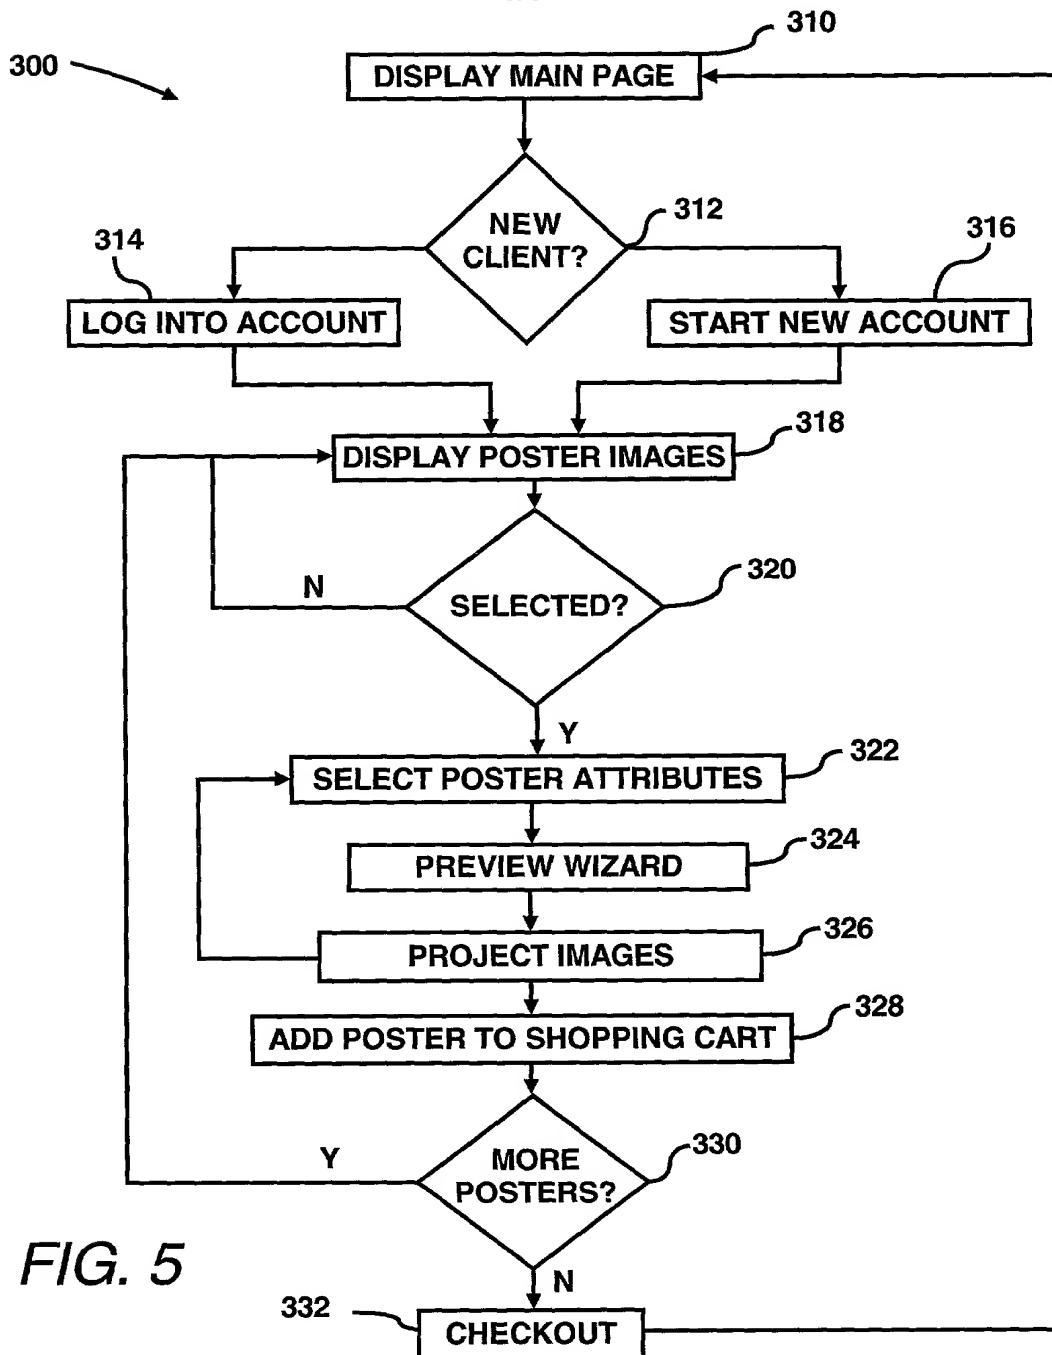 310
300
DISPLAY MAIN PAGE
312
NEW
CLIENT?
314
316
LOG INTO ACCOUNT
START NEW ACCOUNT
318
DISPLAY POSTER IMAGES
320
N
SELECTED?
Y
322
SELECT POSTER ATTRIBUTES
324
PREVIEW WIZARD
326
PROJECT IMAGES
328
ADD POSTER TO SHOPPING CART
330
Y
MORE
POSTERS?
FIG. 5
N
332
CHECKOUT